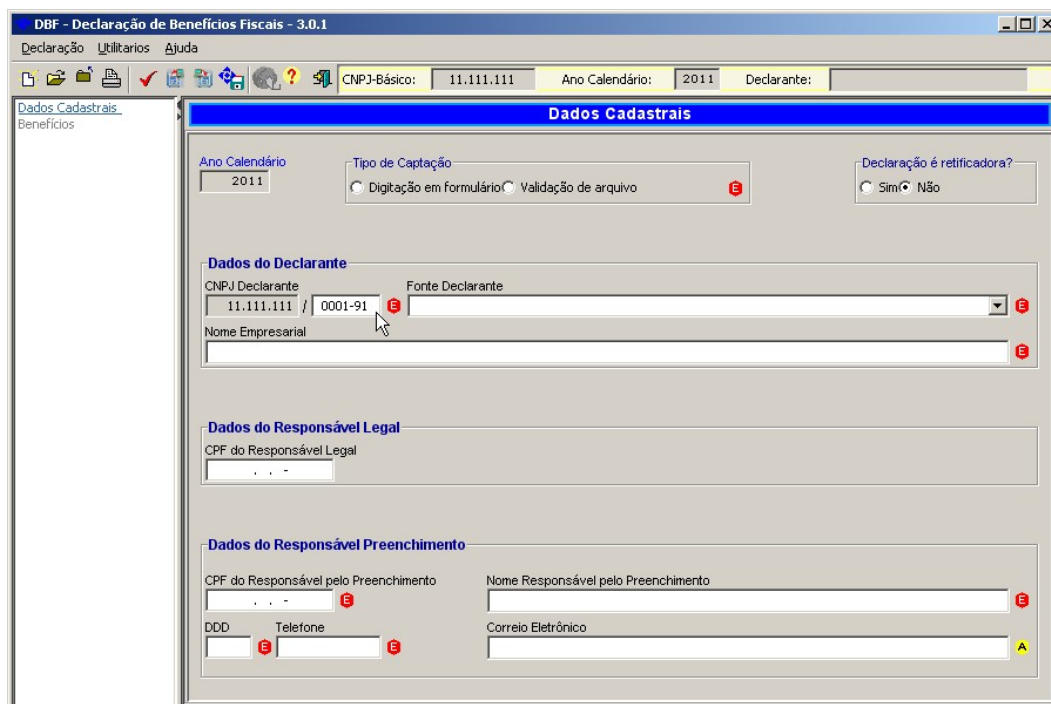 DBF - Declaração de Benefícios Fiscais - 3.0.1
Declaração Utilitarios Ajuda
CNPJ-Básico: 11.111.111 Ano Calendário: 2011 Declarante:
Dados Cadastrais
Benefícios
Dados Cadastrais
Ano Calendário
2011
Tipo de Captação
Digitação em formulário Validação de arquivo E
Declaração é retificadora?
Sim Não
Dados do Declarante
CNPJ Declarante Fonte Declarante
11.111.111 / 0001-91 E E
Nome Empresarial
E
Dados do Responsável Legal
CPF do Responsável Legal
. . -
Dados do Responsável Preenchimento
CPF do Responsável pelo Preenchimento Nome Responsável pelo Preenchimento
. . - E E
DDD Telefone Correio Eletrônico
E E A